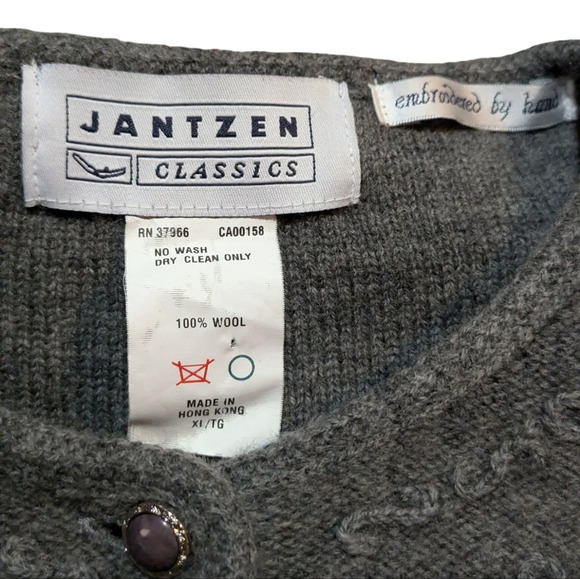 JANTZEN
CLASSICS
embroidered by hand
RN 37966 CA00158
NO WASH
DRY CLEAN ONLY
100% WOOL
MADE IN
HONG KONG
XL/TG